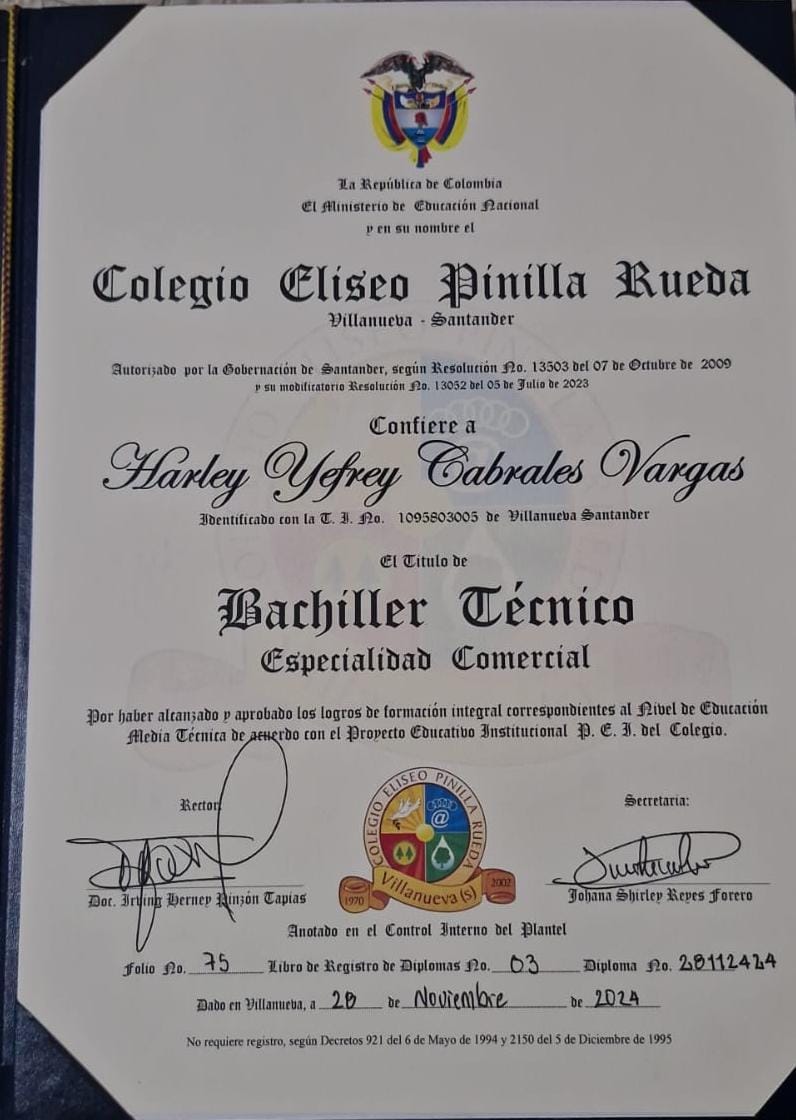 La República de Colombia
El Ministerio de Educación Nacional
y en su nombre el
Colegio Eliseo Pinilla Rueda
Villanueva - Santander
Autorizado por la Gobernación de Santander, según Resolución No. 13503 del 07 de Octubre de 2009
y su modificatorio Resolución No. 13052 del 05 de Julio de 2023
Confiere a
Harley Yefrey Cabrales Vargas
Identificado con la T. I. No. 1095803005 de Villanueva Santander
El Titulo de
Bachiller Técnico
Especialidad Comercial
Por haber alcanzado y aprobado los logros de formación integral correspondientes al Nivel de Educación
Media Técnica de acuerdo con el Proyecto Educativo Institucional P. E. I. del Colegio.
Rector:
Secretaria:
COLEGIO ELISEO PINILLA RUEDA
@
1970 Villanueva (s) 2002
Doc. Irving Herney Pinzón Tapias
Johana Shirley Reyes Forero
Anotado en el Control Interno del Plantel
Folio No. 75 Libro de Registro de Diplomas No. 03 Diploma No. 28112424
Dado en Villanueva, a 28 de Noviembre de 2024
No requiere registro, según Decretos 921 del 6 de Mayo de 1994 y 2150 del 5 de Diciembre de 1995